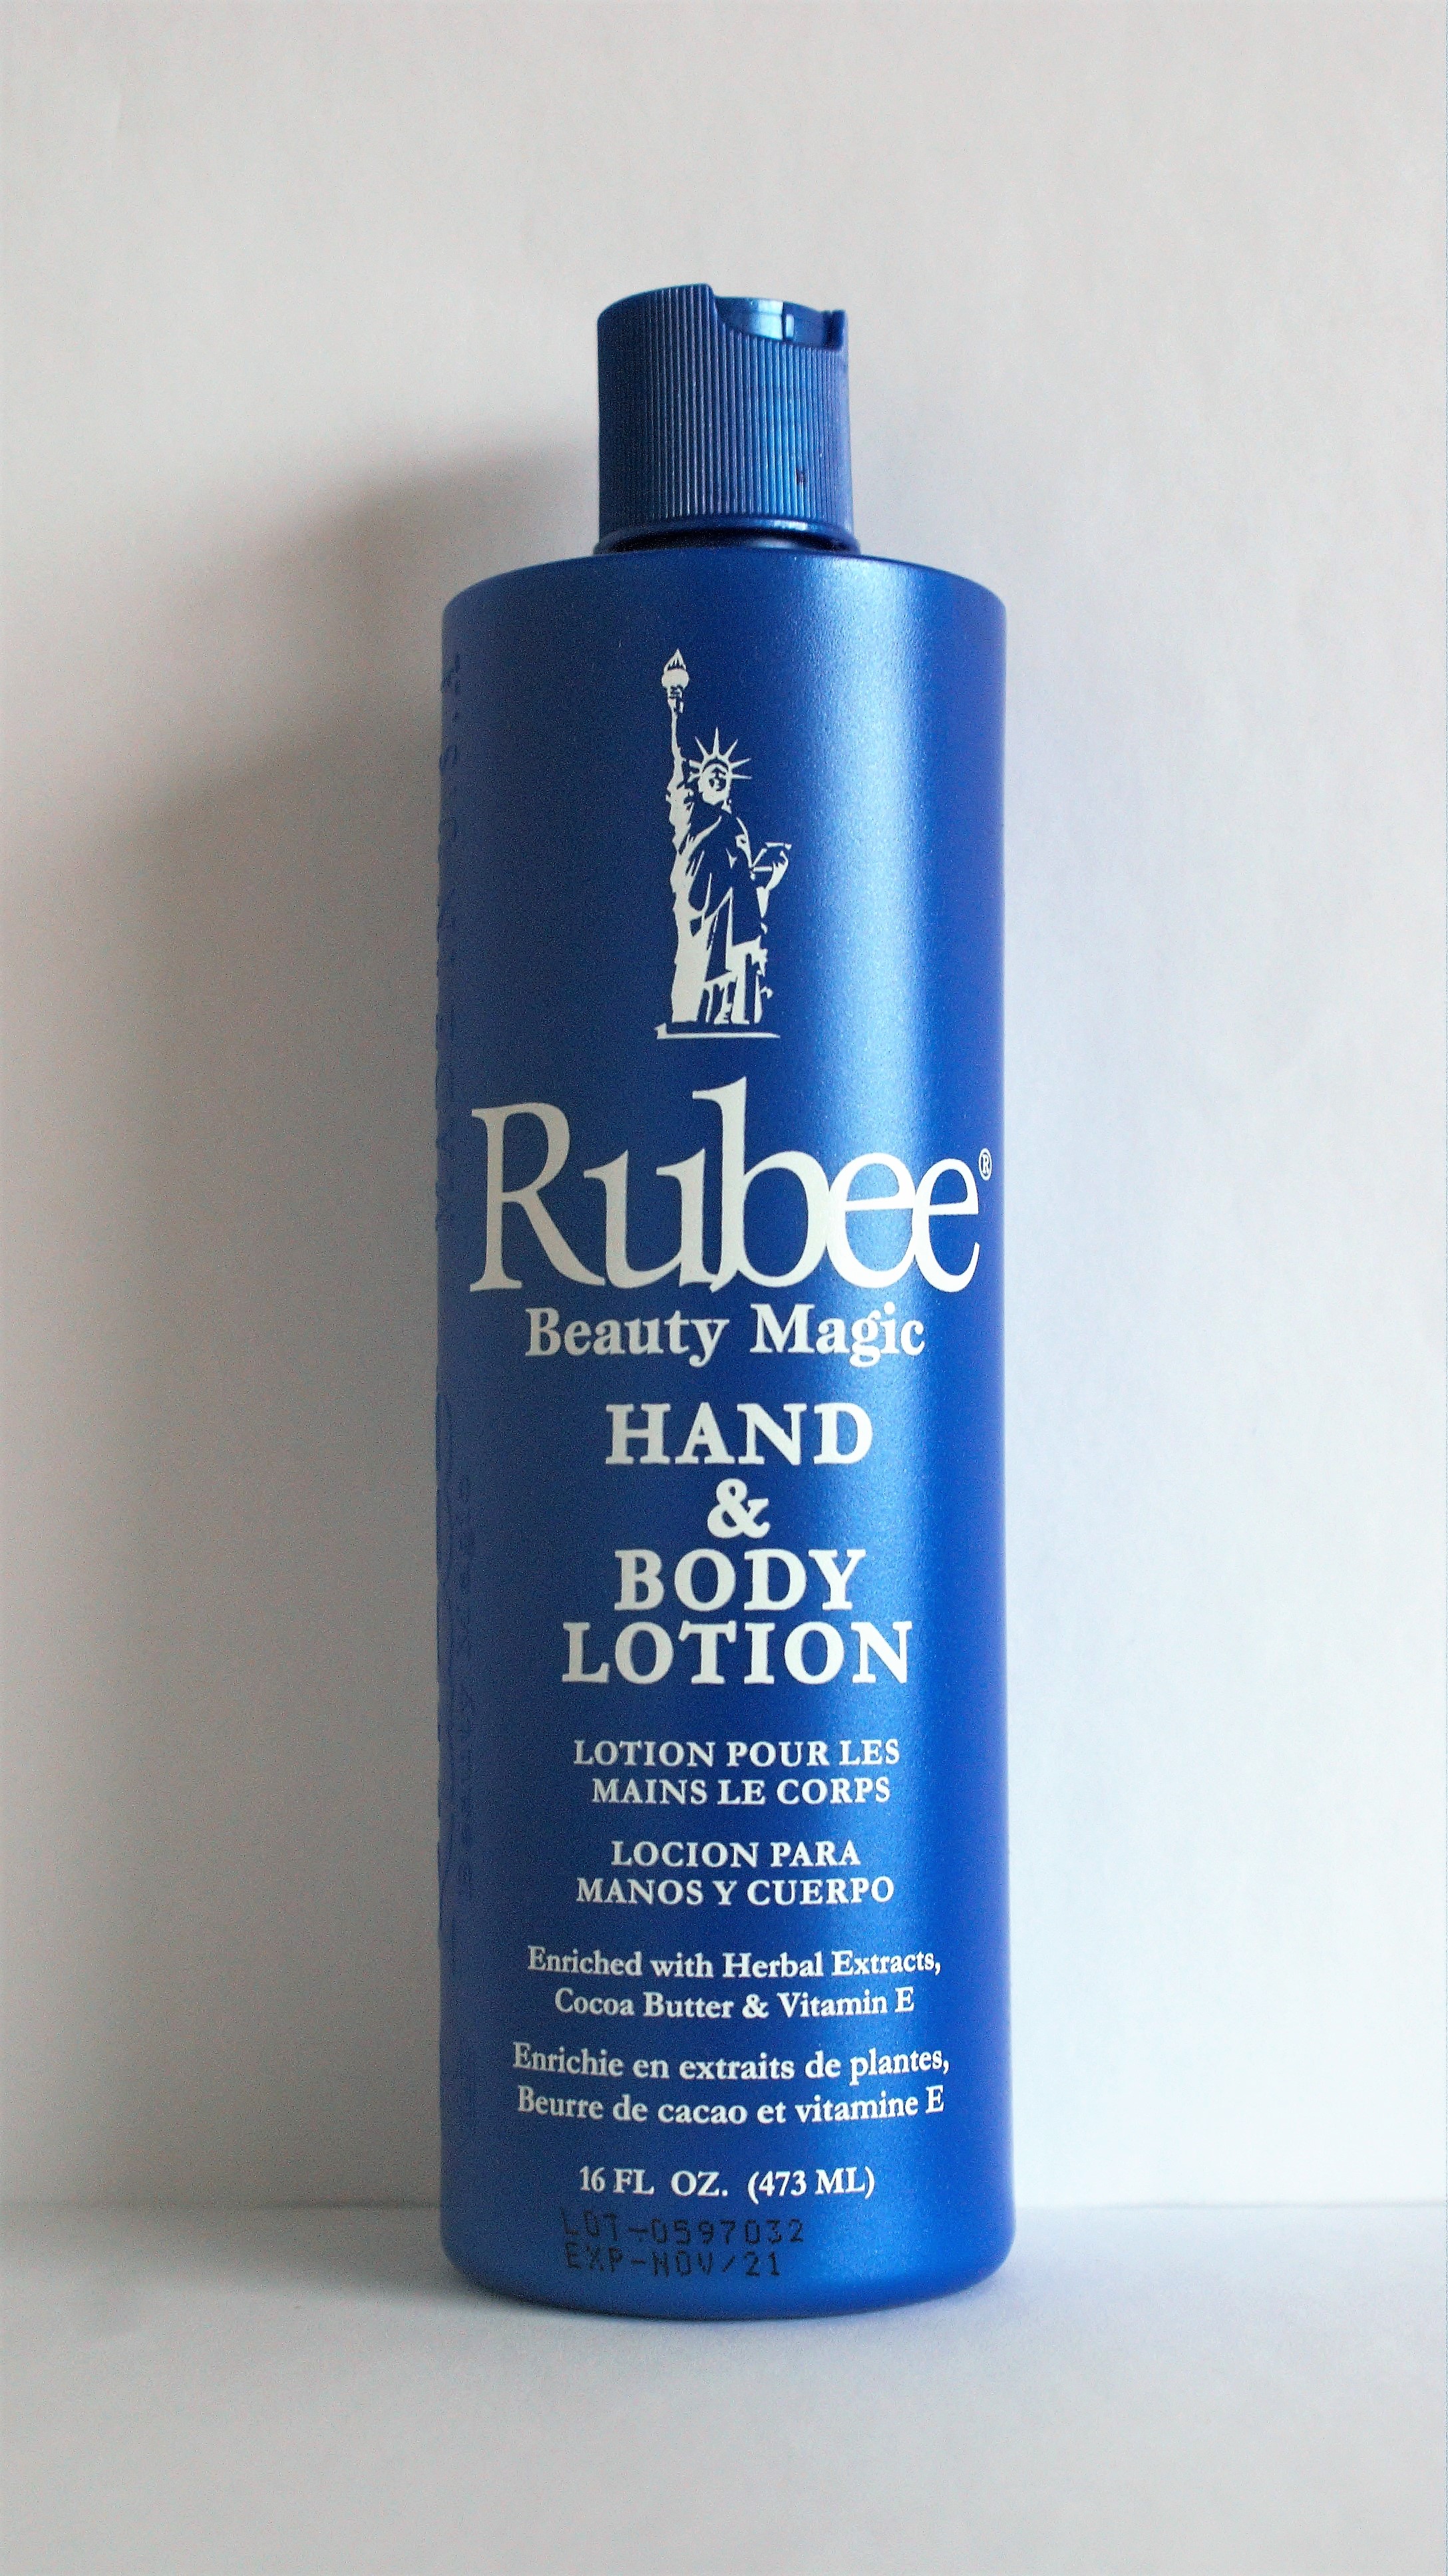 Rubee®
Beauty Magic
HAND
&
BODY
LOTION
LOTION POUR LES
MAINS LE CORPS
LOCION PARA
MANOS Y CUERPO
Enriched with Herbal Extracts,
Cocoa Butter & Vitamin E
Enrichie en extraits de plantes,
Beurre de cacao et vitamine E
16 FL OZ. (473 ML)
LOT-0597032
EXP-NOV/21